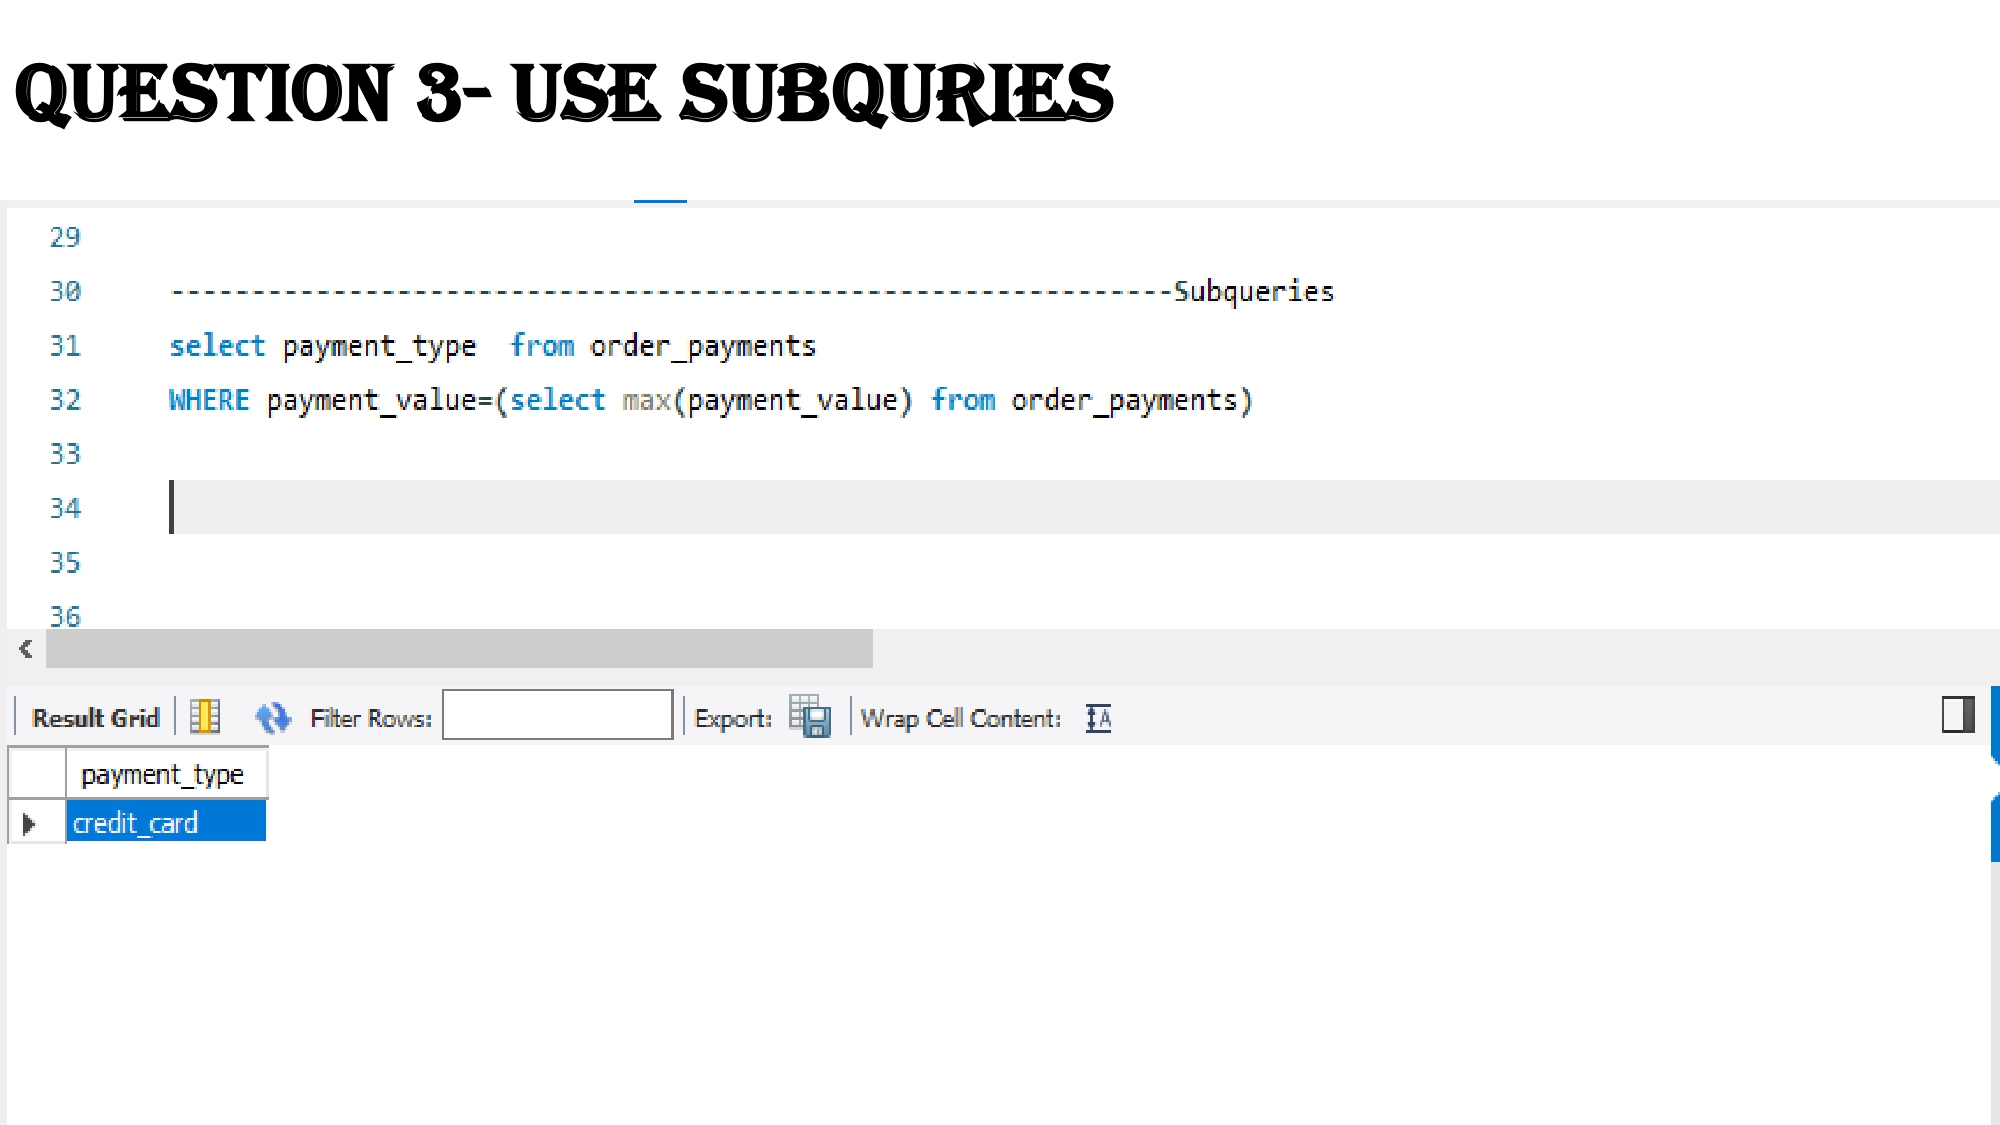 QUESTION 3- USE SUBQURIES
29
30 --------------------------------------------------------------Subqueries
31 select payment_type  from order_payments
32 WHERE payment_value=(select max(payment_value) from order_payments)
33
34
35
36
Result Grid Filter Rows: Export: Wrap Cell Content: A
payment_type
credit_card